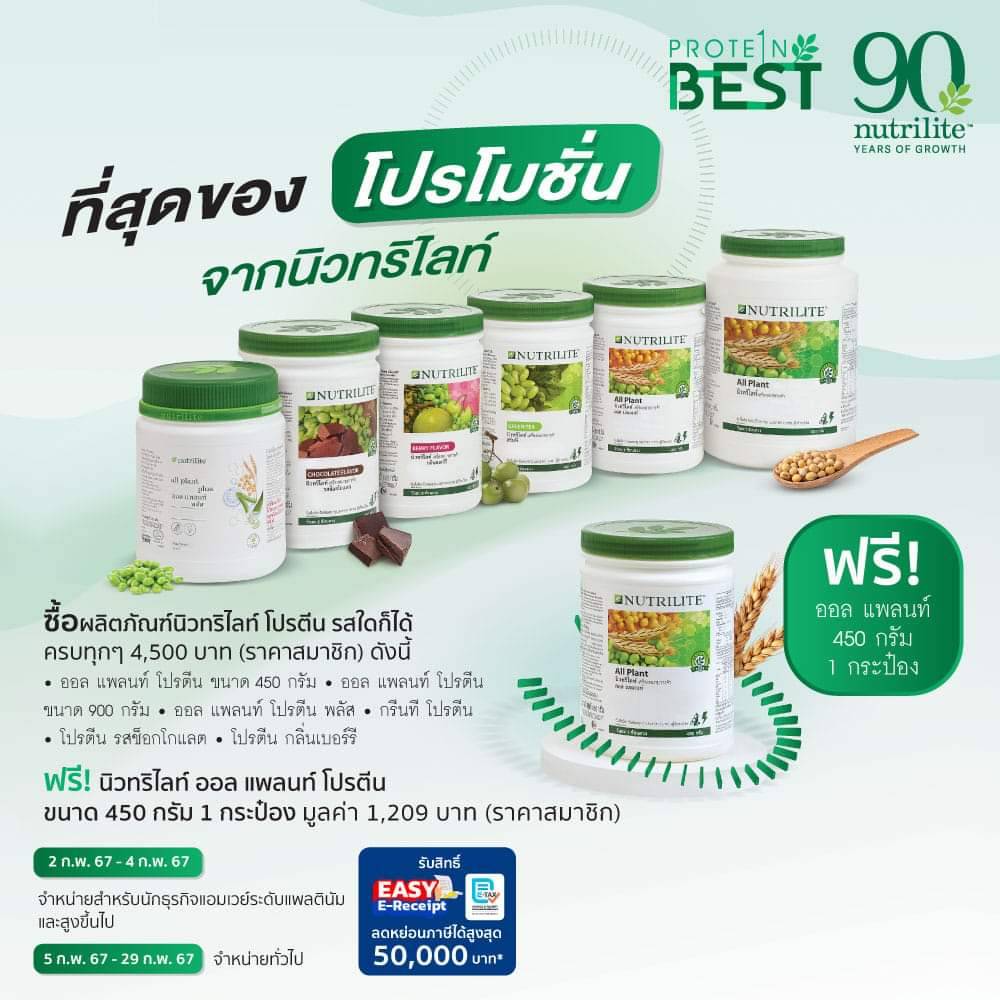 PROTE1N
BEST
90
nutrilite™
YEARS OF GROWTH
ที่สุดของ โปรโมชั่น
จากนิวทริไลท์
nutrilite
nutrilite
all plant
plus
ออล แพลนท์
พลัส
NUTRILITE
CHOCOLATE FLAVOR
NUTRILITE
BERRY FLAVOR
NUTRILITE
GREEN TEA
NUTRILITE
All Plant
NUTRILITE
All Plant
ฟรี!
ออล แพลนท์
450 กรัม
1 กระป๋อง
NUTRILITE™
All Plant
ซื้อผลิตภัณฑ์นิวทริไลท์ โปรตีน รสใดก็ได้
ครบทุกๆ 4,500 บาท (ราคาสมาชิก) ดังนี้
• ออล แพลนท์ โปรตีน ขนาด 450 กรัม • ออล แพลนท์ โปรตีน
ขนาด 900 กรัม • ออล แพลนท์ โปรตีน พลัส • กรีนที โปรตีน
• โปรตีน รสช็อกโกแลต • โปรตีน กลิ่นเบอร์รี
ฟรี! นิวทริไลท์ ออล แพลนท์ โปรตีน
ขนาด 450 กรัม 1 กระป๋อง มูลค่า 1,209 บาท (ราคาสมาชิก)
2 ก.พ. 67 - 4 ก.พ. 67
จำหน่ายสำหรับนักธุรกิจแอมเวย์ระดับแพลตินัม
และสูงขึ้นไป
5 ก.พ. 67 - 29 ก.พ. 67 จำหน่ายทั่วไป
รับสิทธิ์
EASY
E-Receipt
E-TAX
ลดหย่อนภาษีได้สูงสุด
50,000 บาท*